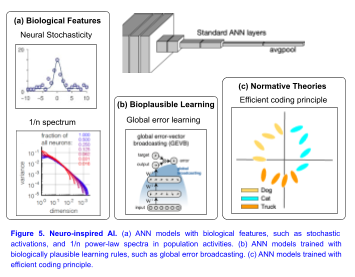 (a) Biological Features
Neural Stochasticity
20
0
-10 -5 0 5 10
1/n spectrum
fraction of
all neurons:
variance
dimension
Standard ANN layers
avgpool
(b) Bioplausible Learning
Global error learning
global error-vector
broadcasting (GEVB)
target
error
output
global
broadcasting
input
(c) Normative Theories
Efficient coding principle
Dog
Cat
Truck
Figure 5. Neuro-inspired AI. (a) ANN models with biological features, such as stochastic
activations, and 1/n power-law spectra in population activities. (b) ANN models trained with
biologically plausible learning rules, such as global error broadcasting. (c) ANN models trained with
efficient coding principle.